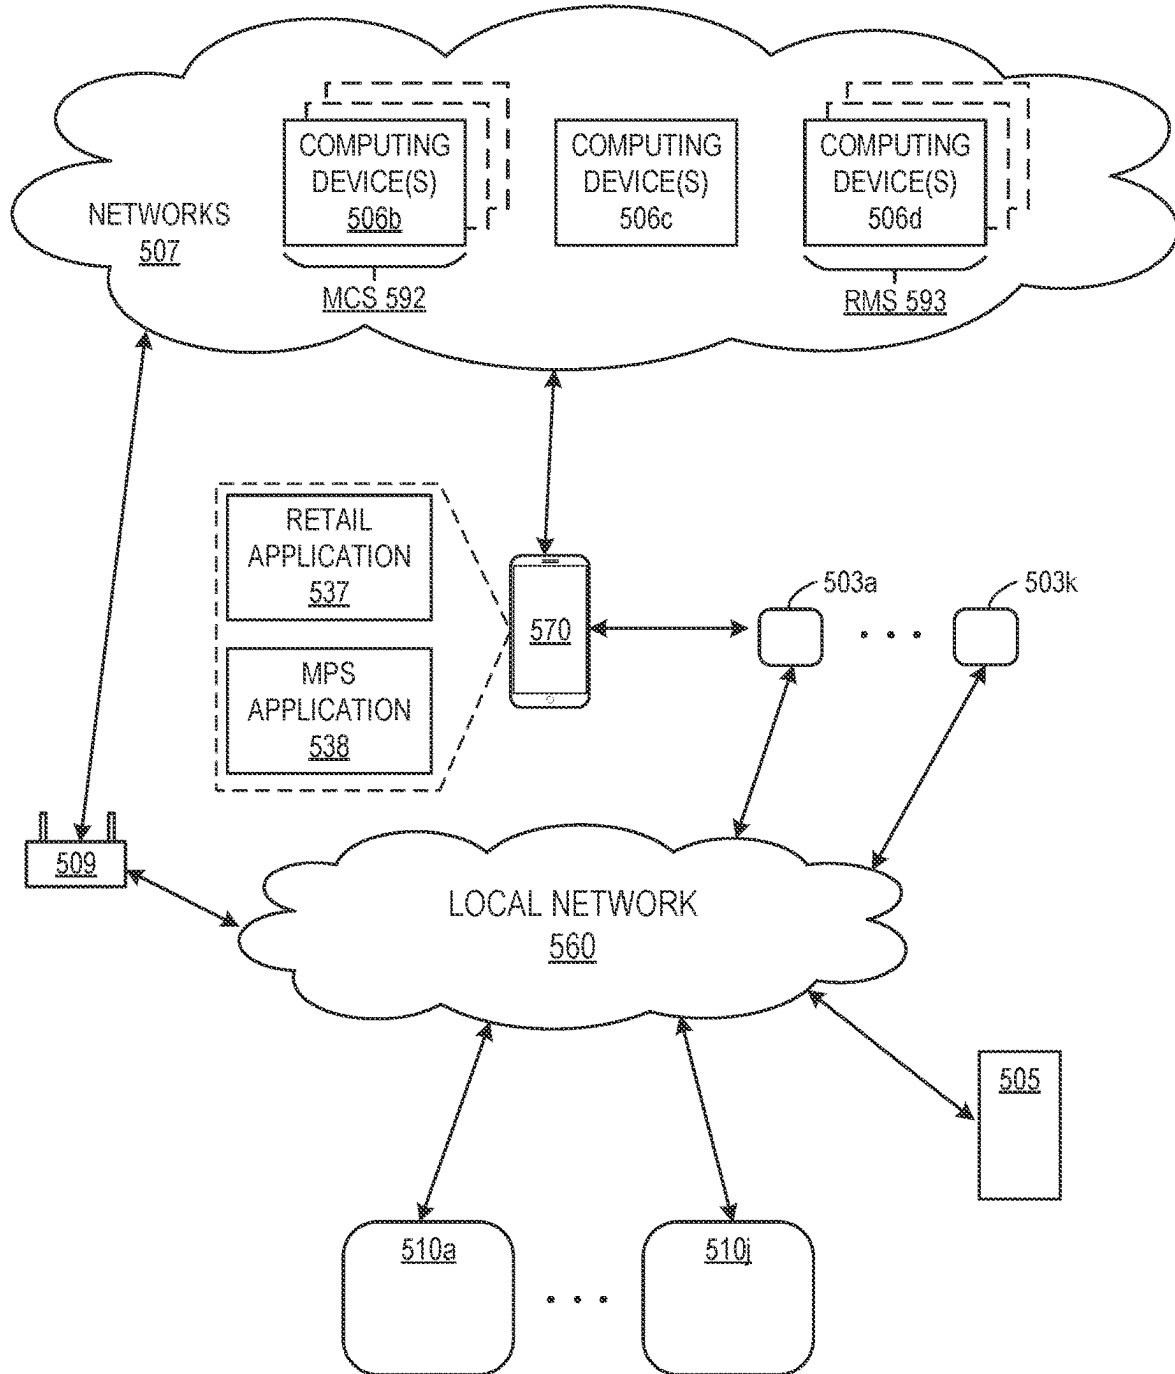 COMPUTING
DEVICE(S)
506b
COMPUTING
DEVICE(S)
506c
COMPUTING
DEVICE(S)
506d
NETWORKS
507
MCS 592
RMS 593
RETAIL
APPLICATION
537
MPS
APPLICATION
538
570
503a
503k
509
LOCAL NETWORK
560
505
510a
510j